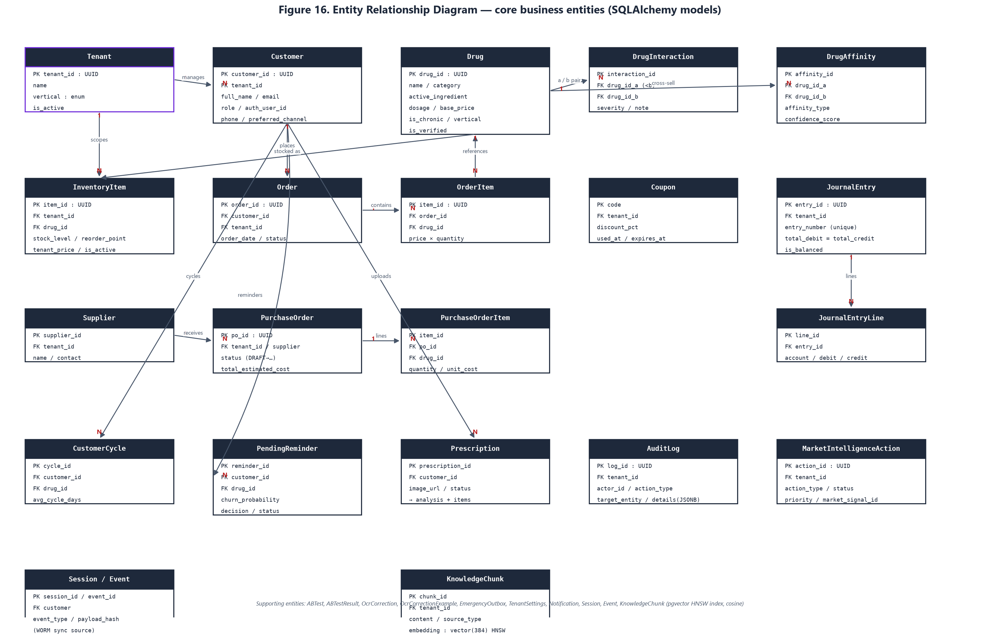 Figure 16. Entity Relationship Diagram — core business entities (SQLAlchemy models)
Tenant
PK tenant_id : UUID
name
vertical : enum
is_active
manages
Customer
PK customer_id : UUID
N
FK tenant_id
full_name / email
role / auth_user_id
phone / preferred_channel
Drug
PK drug_id : UUID
name / category
active_ingredient
dosage / base_price
is_chronic / vertical
is_verified
a / b pair
1
DrugInteraction
PK interaction_id
N
FK drug_id_a (<b)
FK drug_id_b
severity / note
cross-sell
DrugAffinity
PK affinity_id
N
FK drug_id_a
FK drug_id_b
affinity_type
confidence_score
1
scopes
N
1
places
stocked as
N
1
references
N
InventoryItem
PK item_id : UUID
FK tenant_id
FK drug_id
stock_level / reorder_point
tenant_price / is_active
Order
PK order_id : UUID
FK customer_id
FK tenant_id
order_date / status
contains
OrderItem
PK item_id : UUID
N
FK order_id
FK drug_id
price × quantity
Coupon
PK code
FK tenant_id
discount_pct
used_at / expires_at
JournalEntry
PK entry_id : UUID
FK tenant_id
entry_number (unique)
total_debit = total_credit
is_balanced
1
lines
N
cycles
uploads
reminders
Supplier
PK supplier_id
FK tenant_id
name / contact
receives
PurchaseOrder
PK po_id : UUID
N
FK tenant_id / supplier
status (DRAFT→…)
total_estimated_cost
lines
1
PurchaseOrderItem
PK item_id
N
FK po_id
FK drug_id
quantity / unit_cost
JournalEntryLine
PK line_id
FK entry_id
account / debit / credit
N
N
CustomerCycle
PK cycle_id
FK customer_id
FK drug_id
avg_cycle_days
PendingReminder
PK reminder_id
N
FK customer_id
FK drug_id
churn_probability
decision / status
Prescription
PK prescription_id
FK customer_id
image_url / status
→ analysis + items
AuditLog
PK log_id : UUID
FK tenant_id
actor_id / action_type
target_entity / details(JSONB)
MarketIntelligenceAction
PK action_id : UUID
FK tenant_id
action_type / status
priority / market_signal_id
Session / Event
PK session_id / event_id
FK customer
event_type / payload_hash
(WORM sync source)
KnowledgeChunk
PK chunk_id
Supporting entities: ABTest, ABTestResult, OcrCorrection, OcrCorrectionExample, EmergencyOutbox, TenantSettings, Notification, Session, Event, KnowledgeChunk (pgvector HNSW index, cosine)
FK tenant_id
content / source_type
embedding : vector(384) HNSW